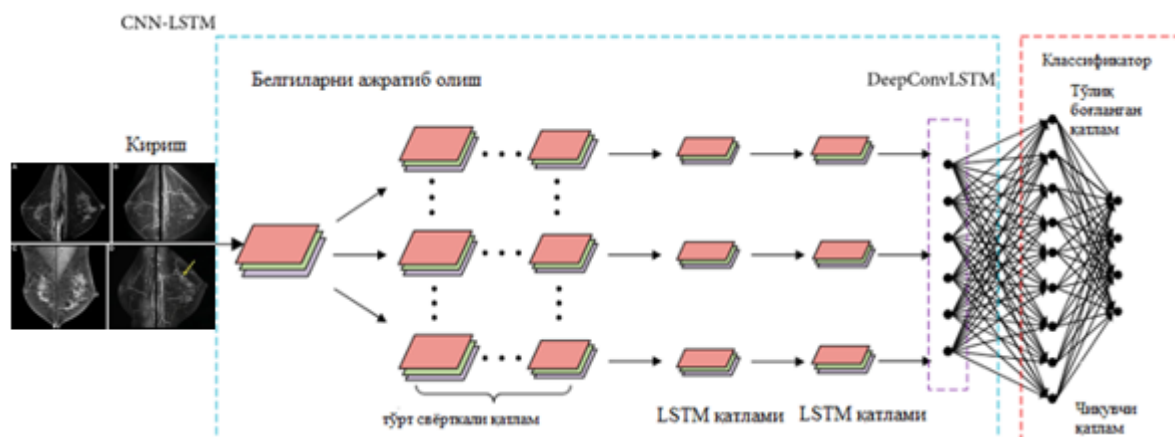 CNN-LSTM
Белгиларни ажратиб олиш
DeepConvLSTM
Классификатор
Тўлиқ
боғланган
қатлам
Кириш
тўрт свёрткали қатлам
LSTM қатлами
LSTM қатлами
Чиқувчи
қатлам